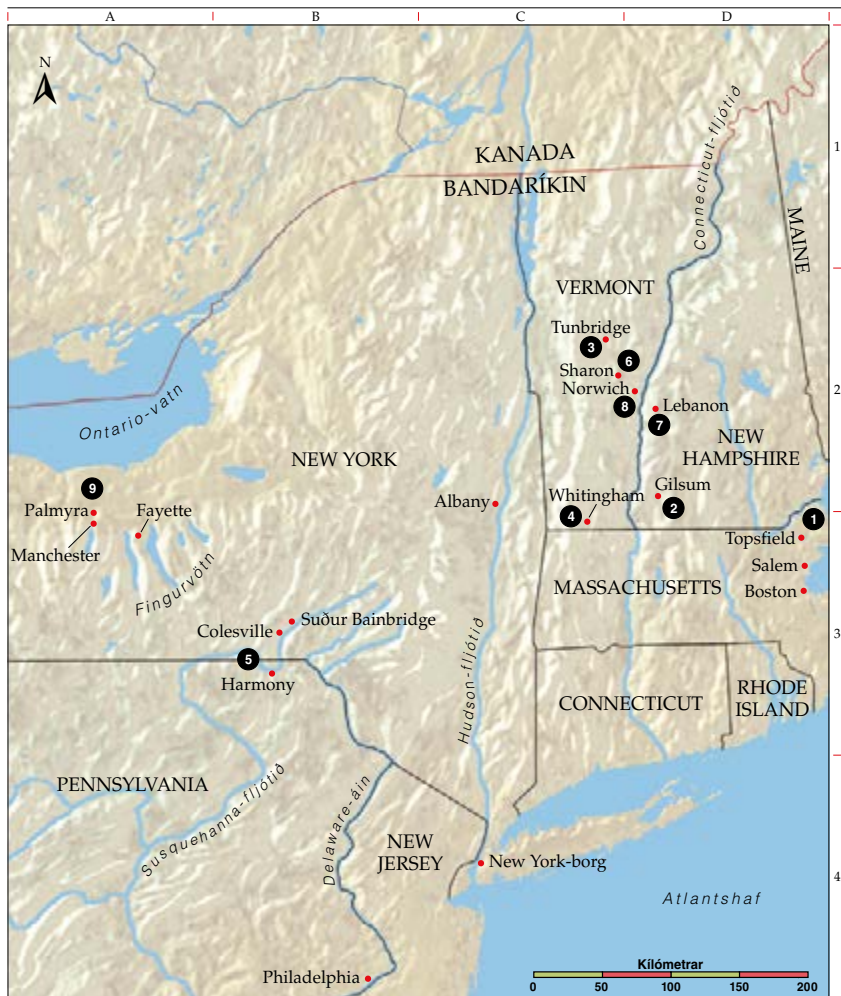 A
B
C
D
N
1
KANADA
BANDARÍKIN
Connecticut-fljótið
MAINE
VERMONT
Tunbridge
3
6
Sharon
Norwich
2
8
Lebanon
7
Ontario-vatn
NEW YORK
NEW
HAMPSHIRE
9
Palmyra
Fayette
Manchester
Albany
Whitingham
4
Gilsum
2
1
Topsfield
Salem
Boston
MASSACHUSETTS
Fingurvötn
Suður Bainbridge
Colesville
3
5
Harmony
Hudson-fljótið
CONNECTICUT
RHODE
ISLAND
PENNSYLVANIA
Susquehanna-fljótið
Delaware-áin
NEW
JERSEY
New York-borg
4
Atlantshaf
Philadelphia
Kílómetrar
0 50 100 150 200